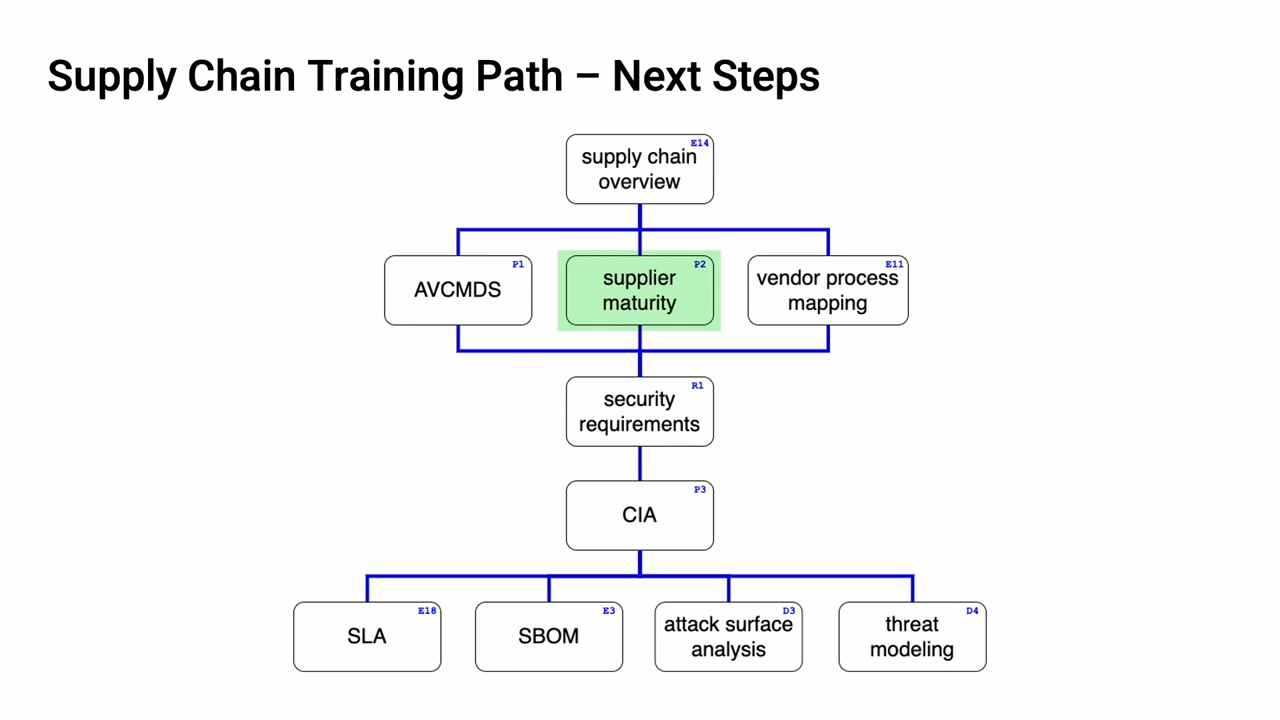 Supply Chain Training Path – Next Steps
E14
supply chain
overview
P1
AVCMDS
P2
supplier
maturity
E11
vendor process
mapping
R1
security
requirements
P3
CIA
E18
SLA
E3
SBOM
D3
attack surface
analysis
D4
threat
modeling